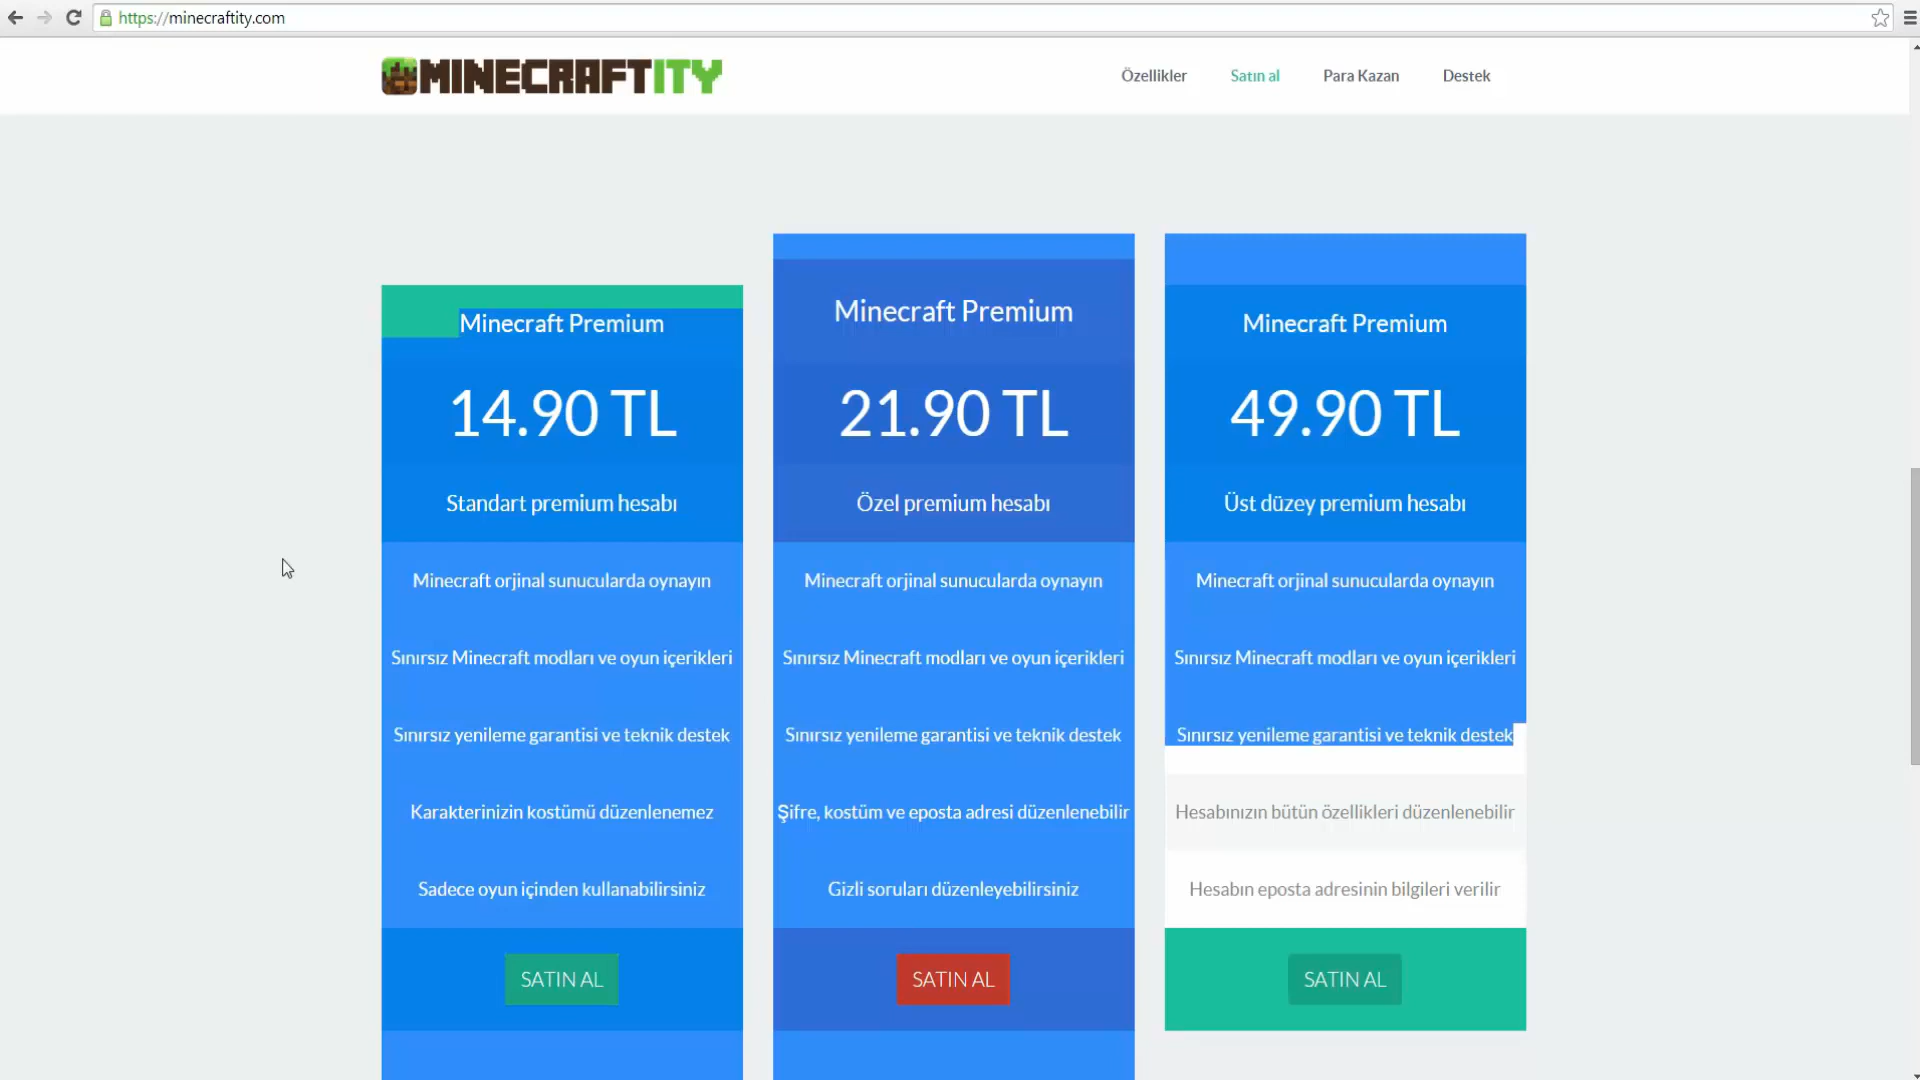 https://minecraftity.com
MINECRAFTITY
Özellikler
Satın al
Para Kazan
Destek
Minecraft Premium
14.90 TL
Standart premium hesabı
Minecraft orjinal sunucularda oynayın
Sınırsız Minecraft modları ve oyun içerikleri
Sınırsız yenileme garantisi ve teknik destek
Karakterinizin kostümü düzenlenemez
Sadece oyun içinden kullanabilirsiniz
SATIN AL
Minecraft Premium
21.90 TL
Özel premium hesabı
Minecraft orjinal sunucularda oynayın
Sınırsız Minecraft modları ve oyun içerikleri
Sınırsız yenileme garantisi ve teknik destek
Şifre, kostüm ve eposta adresi düzenlenebilir
Gizli soruları düzenleyebilirsiniz
SATIN AL
Minecraft Premium
49.90 TL
Üst düzey premium hesabı
Minecraft orjinal sunucularda oynayın
Sınırsız Minecraft modları ve oyun içerikleri
Sınırsız yenileme garantisi ve teknik destek
Hesabınızın bütün özellikleri düzenlenebilir
Hesabın eposta adresinin bilgileri verilir
SATIN AL